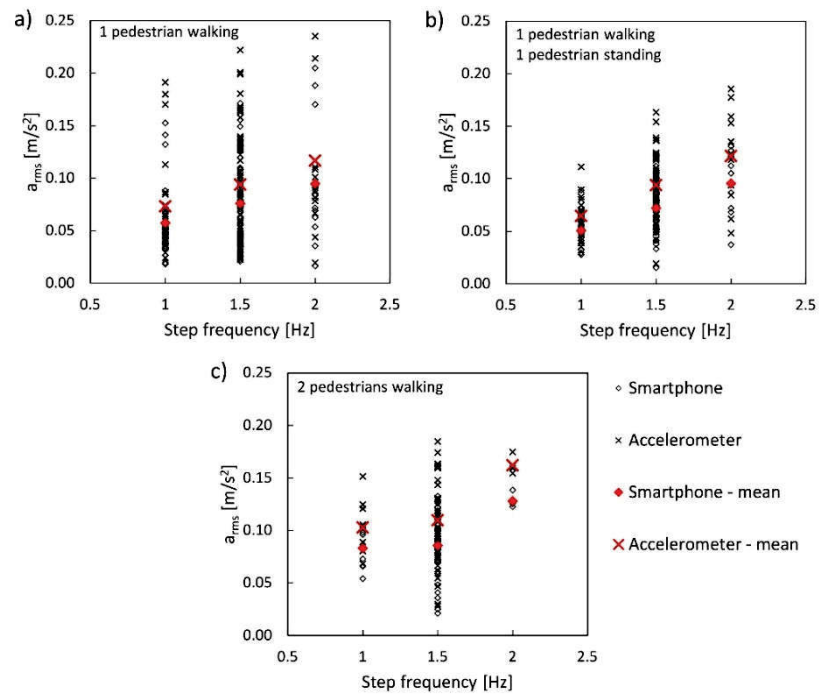 a)
1 pedestrian walking
0.25
0.20
0.15
0.10
0.05
0.00
a_rms [m/s²]
0.5 1 1.5 2 2.5
Step frequency [Hz]
b)
1 pedestrian walking
1 pedestrian standing
0.25
0.20
0.15
0.10
0.05
0.00
a_rms [m/s²]
0.5 1 1.5 2 2.5
Step frequency [Hz]
c)
2 pedestrians walking
0.25
0.20
0.15
0.10
0.05
0.00
a_rms [m/s²]
0.5 1 1.5 2 2.5
Step frequency [Hz]
Smartphone
Accelerometer
Smartphone - mean
Accelerometer - mean